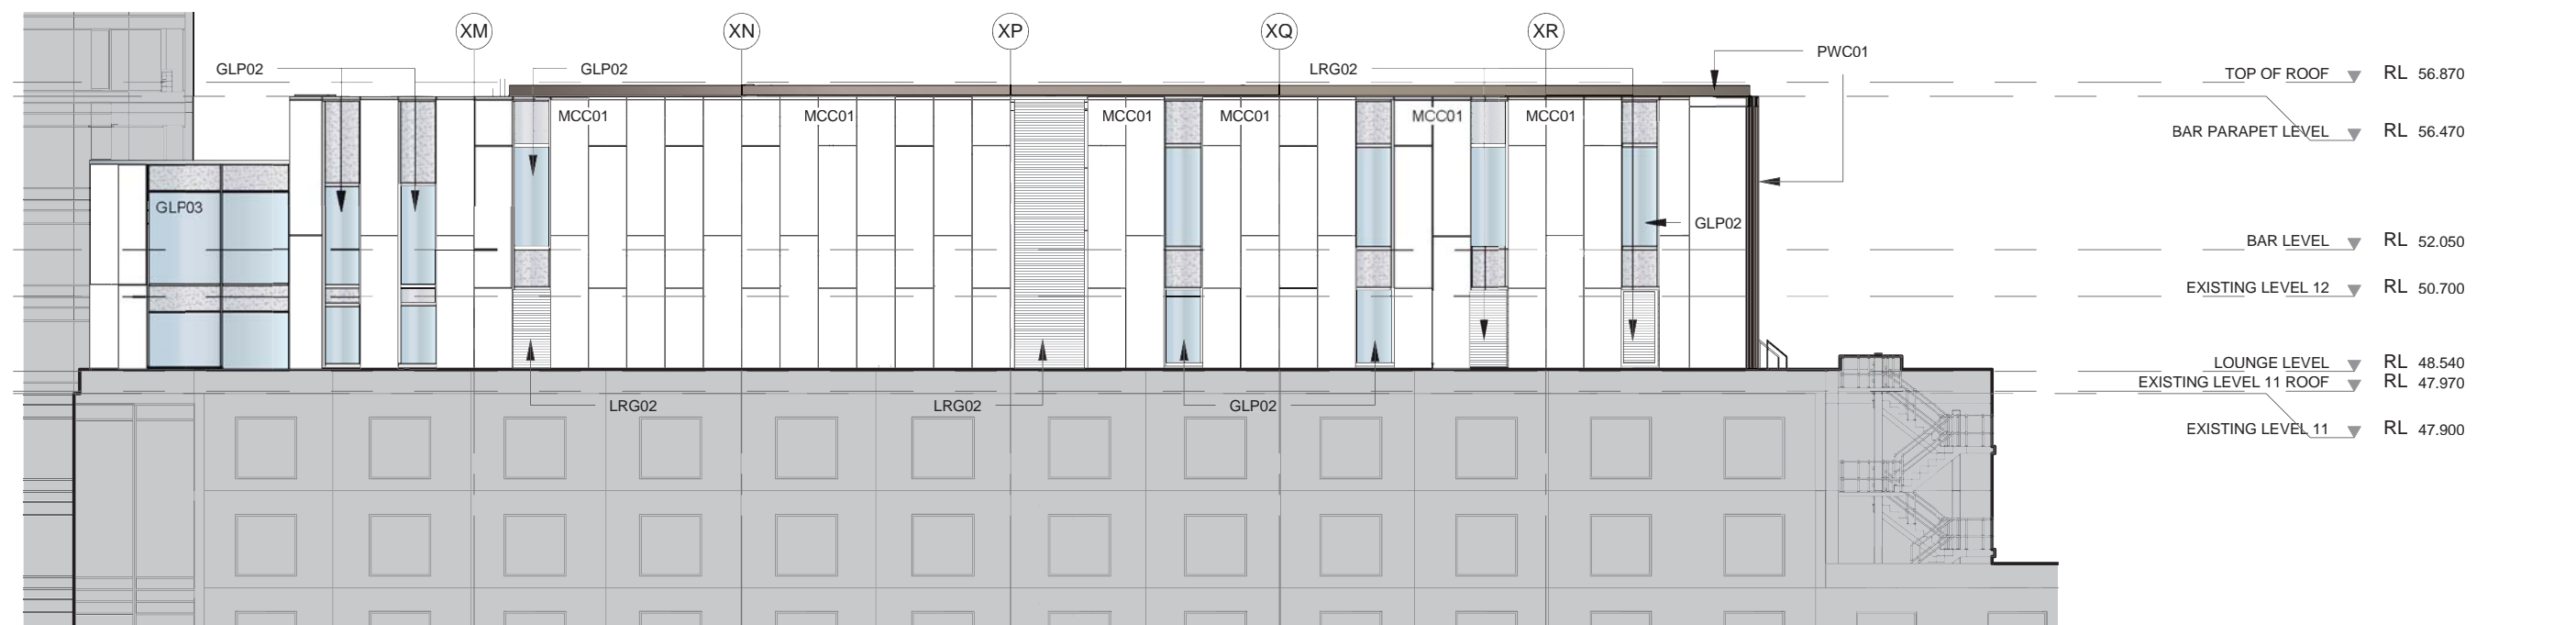 XM
XN
XP
XQ
XR
GLP02
GLP02
LRG02
PWC01
TOP OF ROOF RL 56.870
MCC01
MCC01
MCC01
MCC01
MCC01
MCC01
BAR PARAPET LEVEL RL 56.470
GLP03
GLP02
BAR LEVEL RL 52.050
EXISTING LEVEL 12 RL 50.700
LOUNGE LEVEL RL 48.540
EXISTING LEVEL 11 ROOF RL 47.970
LRG02
LRG02
GLP02
EXISTING LEVEL 11 RL 47.900